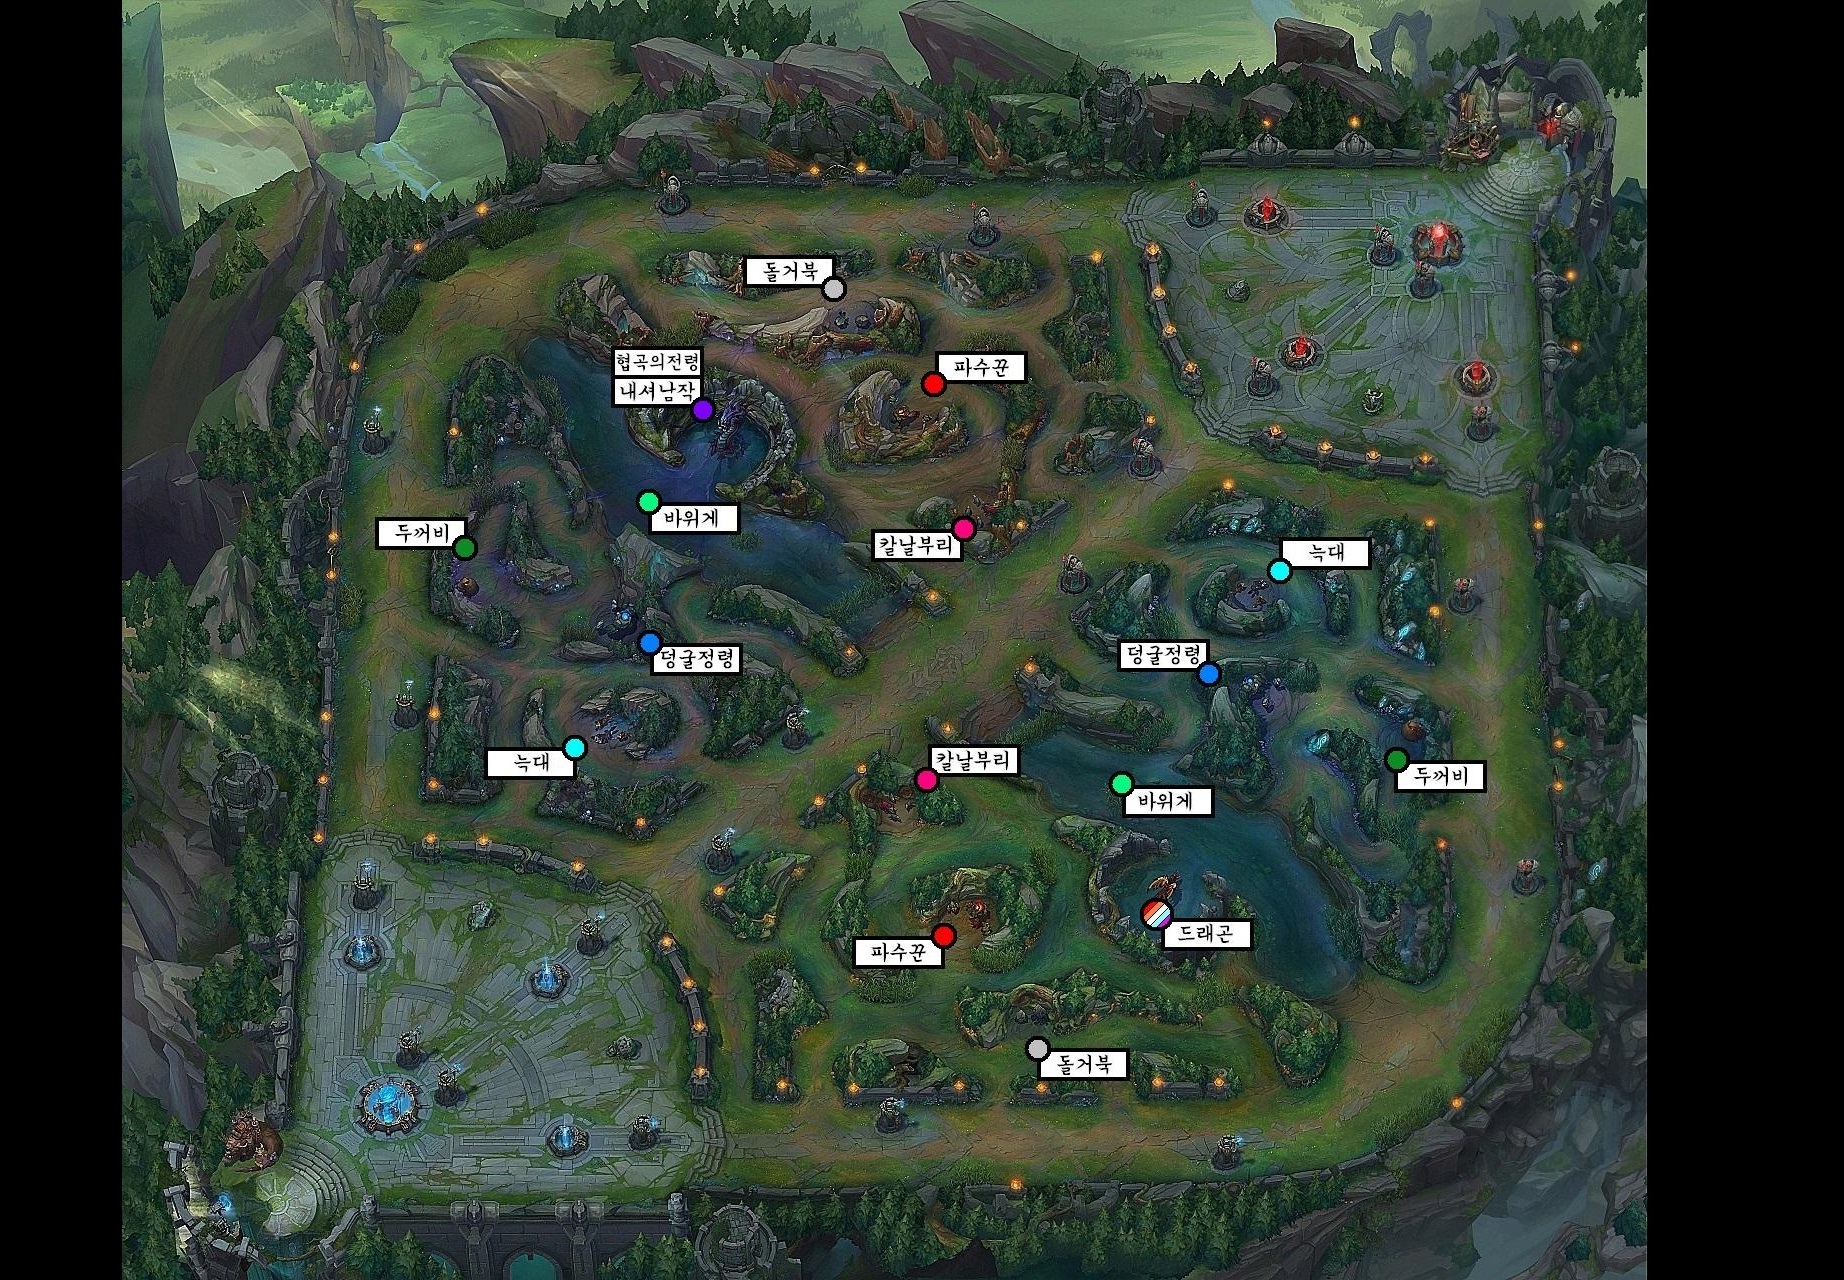 돌거북
협곡의전령
내셔남작
파수꾼
바위게
두꺼비
칼날부리
늑대
덩굴정령
덩굴정령
늑대
칼날부리
두꺼비
바위게
드래곤
파수꾼
돌거북